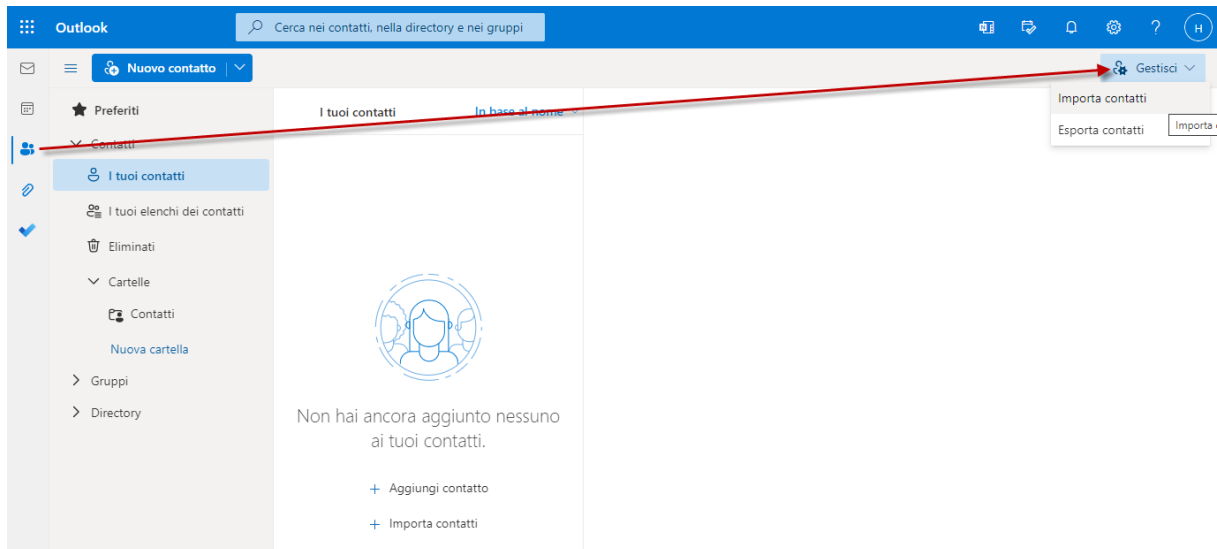 Outlook
Cerca nei contatti, nella directory e nei gruppi
H
Nuovo contatto
Gestisci
Preferiti
I tuoi contatti
In base al nome
Importa contatti
Esporta contatti
Importa
Contatti
I tuoi contatti
I tuoi elenchi dei contatti
Eliminati
Cartelle
Contatti
Nuova cartella
Gruppi
Directory
Non hai ancora aggiunto nessuno
ai tuoi contatti.
+ Aggiungi contatto
+ Importa contatti